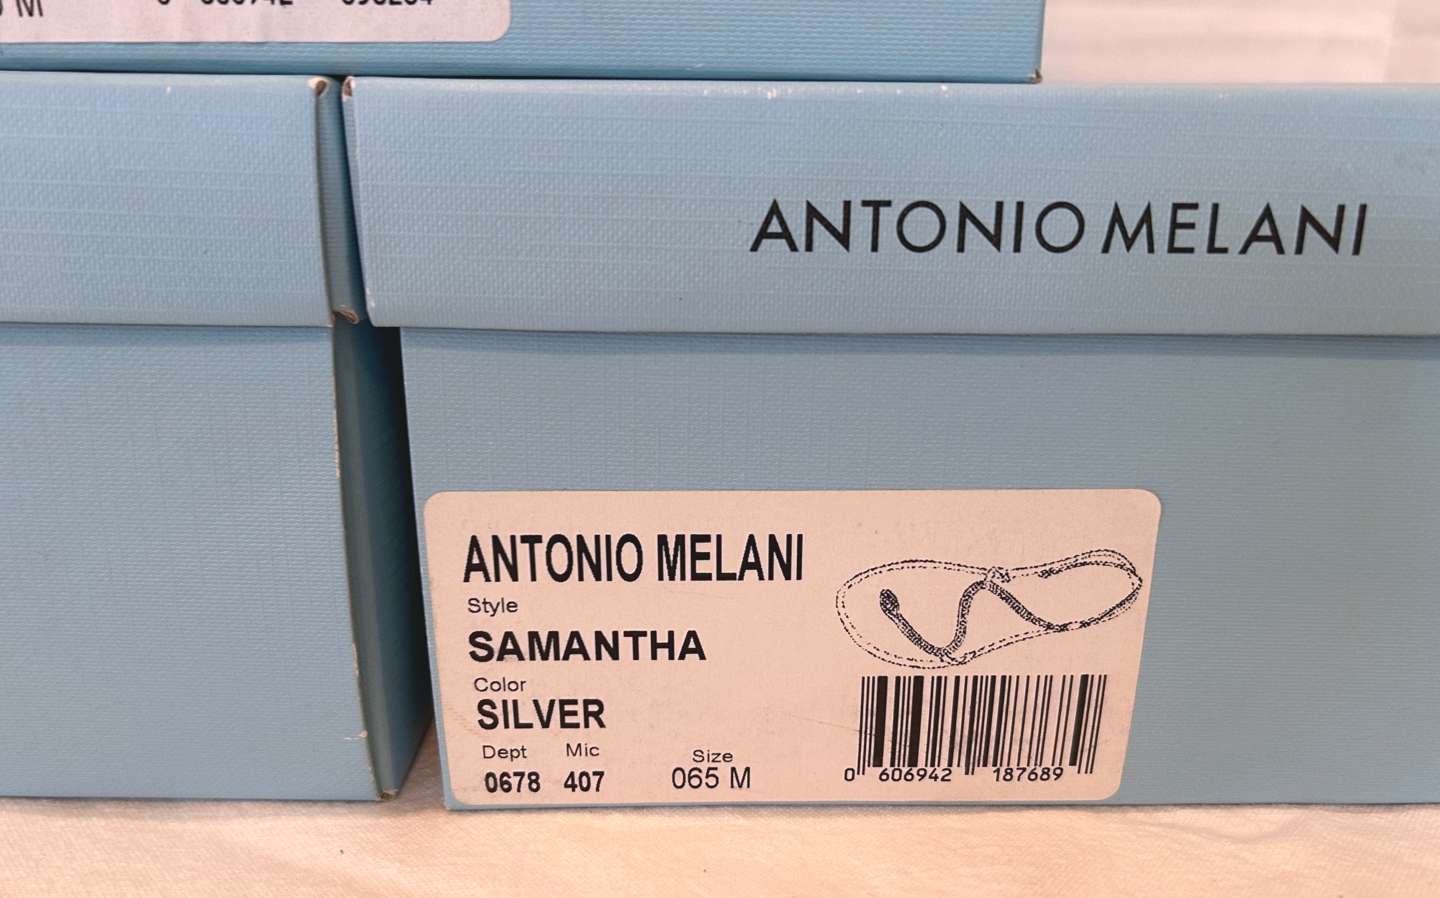 M
ANTONIO MELANI
ANTONIO MELANI
Style
SAMANTHA
Color
SILVER
Dept Mic Size
0678 407 065 M
0 606942 187689